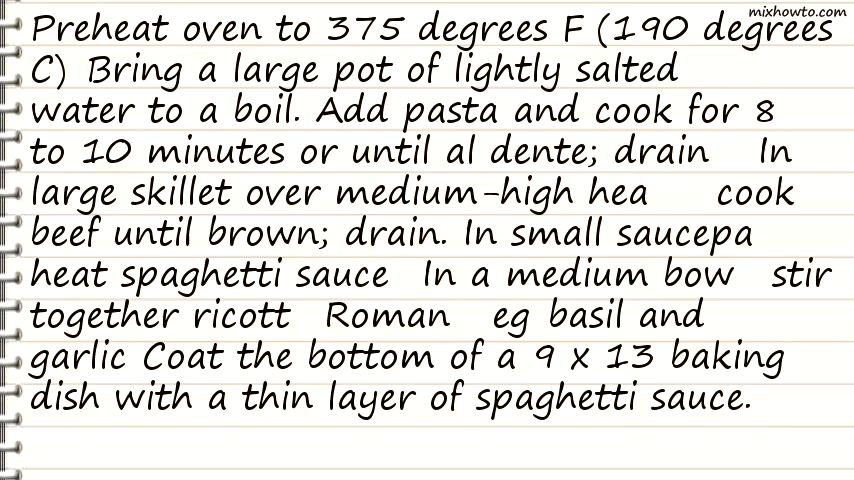 mixhowto.com
Preheat oven to 375 degrees F (190 degrees
C) Bring a large pot of lightly salted
water to a boil. Add pasta and cook for 8
to 10 minutes or until al dente; drain In
large skillet over medium-high hea cook
beef until brown; drain. In small saucepa
heat spaghetti sauce In a medium bow stir
together ricott Roman eg basil and
garlic Coat the bottom of a 9 x 13 baking
dish with a thin layer of spaghetti sauce.